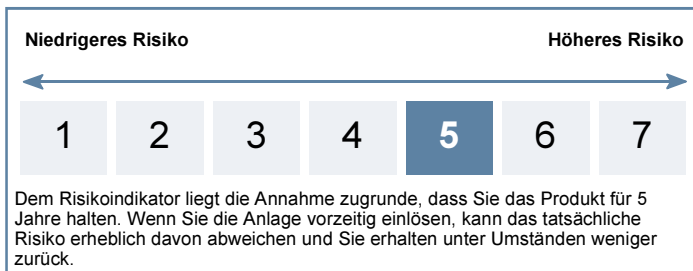 Niedrigeres Risiko Höheres Risiko
1 2 3 4 5 6 7
Dem Risikoindikator liegt die Annahme zugrunde, dass Sie das Produkt für 5
Jahre halten. Wenn Sie die Anlage vorzeitig einlösen, kann das tatsächliche
Risiko erheblich davon abweichen und Sie erhalten unter Umständen weniger
zurück.